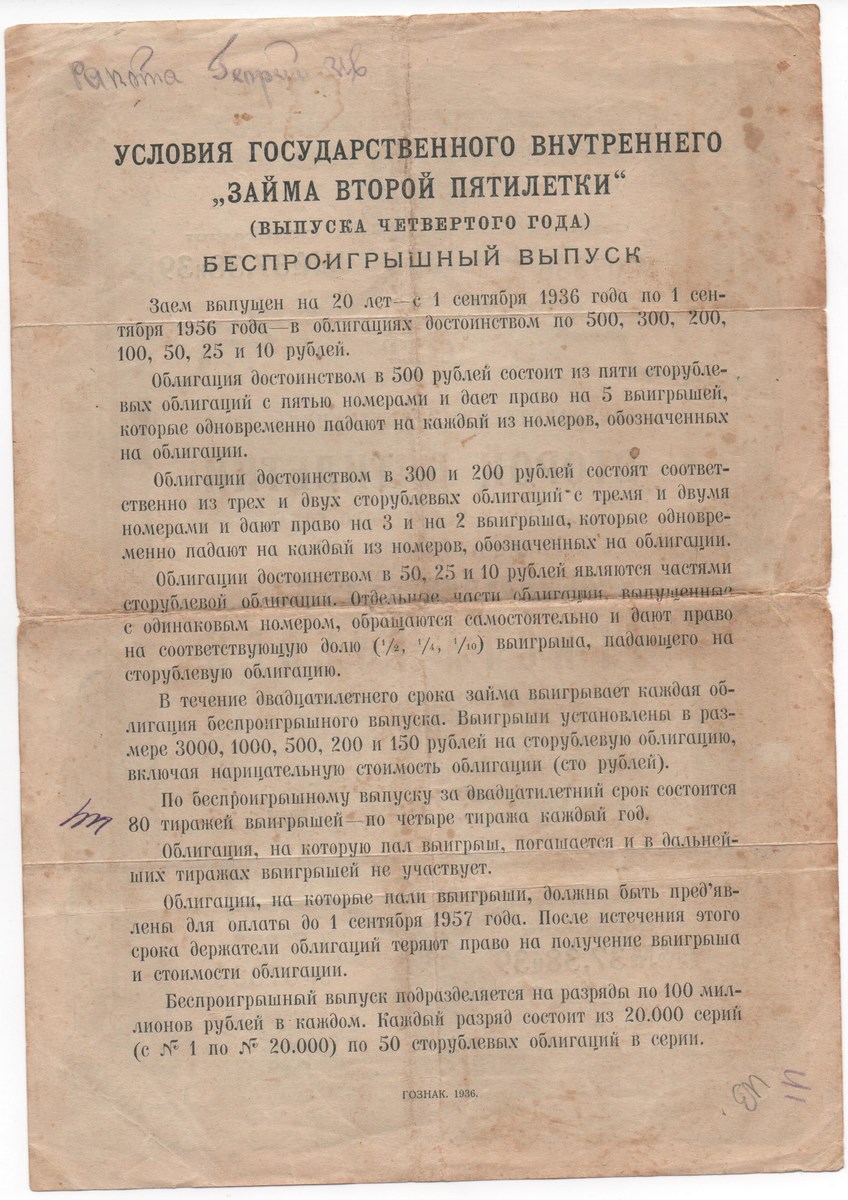 УСЛОВИЯ ГОСУДАРСТВЕННОГО ВНУТРЕННЕГО
„ЗАЙМА ВТОРОЙ ПЯТИЛЕТКИ“
(ВЫПУСКА ЧЕТВЕРТОГО ГОДА)
БЕСПРОИГРЫШНЫЙ ВЫПУСК
Заем выпущен на 20 лет—с 1 сентября 1936 года по 1 сен-
тября 1956 года—в облигациях достоинством по 500, 300, 200,
100, 50, 25 и 10 рублей.
Облигация достоинством в 500 рублей состоит из пяти сторубле-
вых облигаций с пятью номерами и дает право на 5 выигрышей,
которые одновременно падают на каждый из номеров, обозначенных
на облигации.
Облигации достоинством в 300 и 200 рублей состоят соответ-
ственно из трех и двух сторублевых облигаций с тремя и двумя
номерами и дают право на 3 и на 2 выигрыша, которые одновре-
менно падают на каждый из номеров, обозначенных на облигации.
Облигации достоинством в 50, 25 и 10 рублей являются частями
сторублевой облигации. Отдельные части облигации, выпущенные
с одинаковым номером, обращаются самостоятельно и дают право
на соответствующую долю (1/2, 1/4, 1/10) выигрыша, падающего на
сторублевую облигацию.
В течение двадцатилетнего срока займа выигрывает каждая об-
лигация беспроигрышного выпуска. Выигрыши установлены в раз-
мере 3000, 1000, 500, 200 и 150 рублей на сторублевую облигацию,
включая нарицательную стоимость облигации (сто рублей).
По беспроигрышному выпуску за двадцатилетний срок состоится
80 тиражей выигрышей—по четыре тиража каждый год.
Облигация, на которую пал выигрыш, погашается и в дальней-
ших тиражах выигрышей не участвует.
Облигации, на которые пали выигрыши, должны быть пред'яв-
лены для оплаты до 1 сентября 1957 года. После истечения этого
срока держатели облигаций теряют право на получение выигрыша
и стоимости облигации.
Беспроигрышный выпуск подразделяется на разряды по 100 мил-
лионов рублей в каждом. Каждый разряд состоит из 20.000 серий
(с № 1 по № 20.000) по 50 сторублевых облигаций в серии.
ГОЗНАК. 1936.